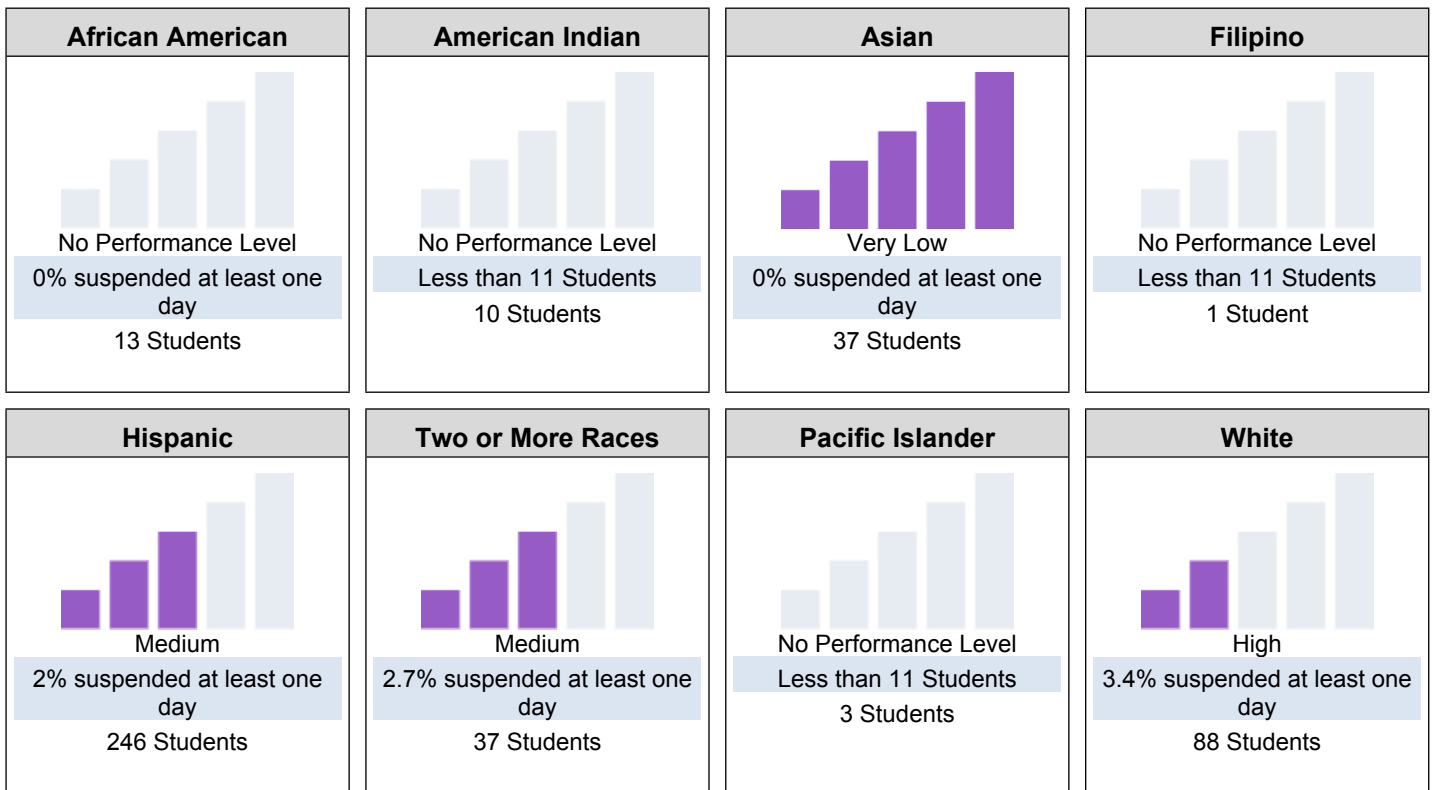 African American
No Performance Level
0% suspended at least one
day
13 Students
American Indian
No Performance Level
Less than 11 Students
10 Students
Asian
Very Low
0% suspended at least one
day
37 Students
Filipino
No Performance Level
Less than 11 Students
1 Student
Hispanic
Medium
2% suspended at least one
day
246 Students
Two or More Races
Medium
2.7% suspended at least one
day
37 Students
Pacific Islander
No Performance Level
Less than 11 Students
3 Students
White
High
3.4% suspended at least one
day
88 Students